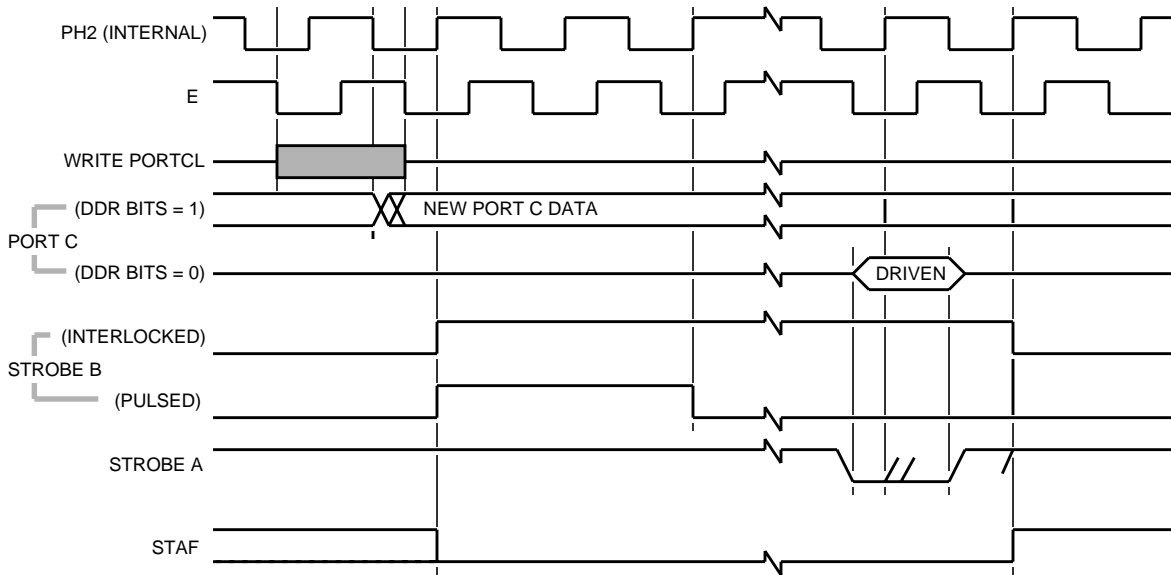 PH2 (INTERNAL)
E
WRITE PORTCL
(DDR BITS = 1)
NEW PORT C DATA
PORT C
(DDR BITS = 0)
DRIVEN
(INTERLOCKED)
STROBE B
(PULSED)
STROBE A
STAF